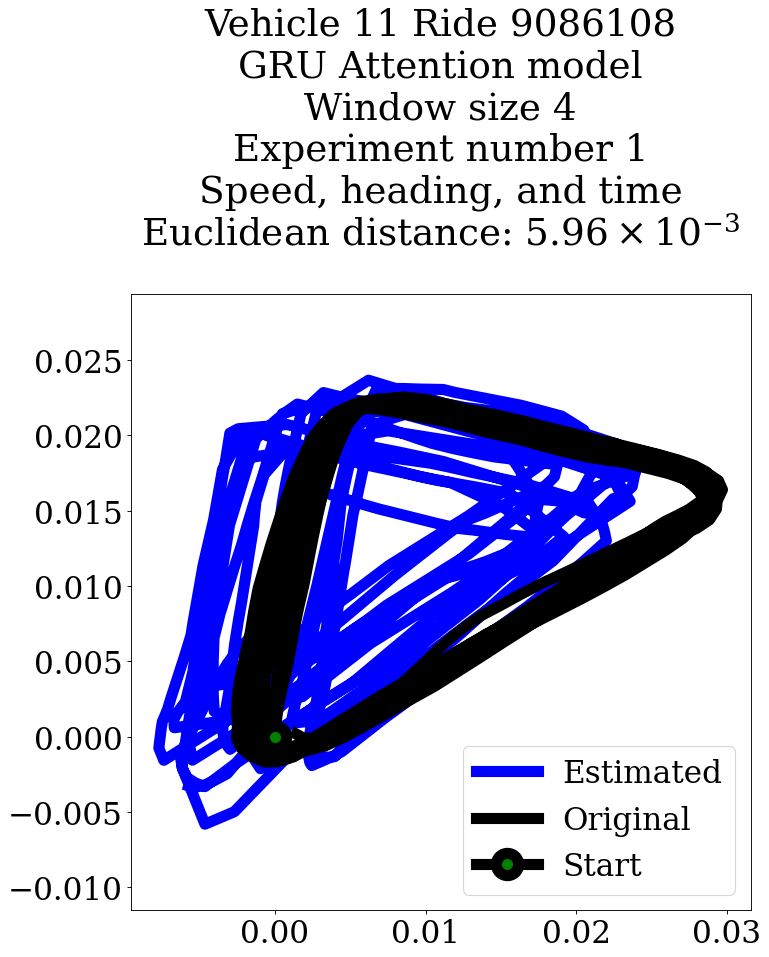 Vehicle 11 Ride 9086108
GRU Attention model
Window size 4
Experiment number 1
Speed, heading, and time
Euclidean distance: 5.96 × 10⁻³
0.025
0.020
0.015
0.010
0.005
0.000
−0.005
−0.010
0.00 0.01 0.02 0.03
Estimated
Original
Start